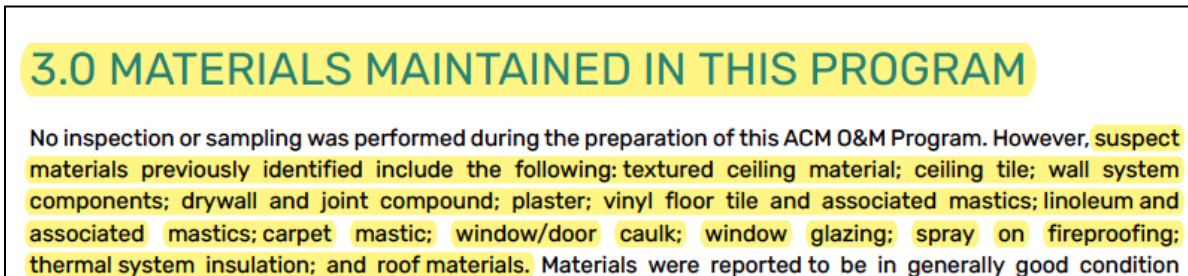 3.0 MATERIALS MAINTAINED IN THIS PROGRAM
No inspection or sampling was performed during the preparation of this ACM O&M Program. However, suspect
materials previously identified include the following: textured ceiling material; ceiling tile; wall system
components; drywall and joint compound; plaster; vinyl floor tile and associated mastics; linoleum and
associated mastics; carpet mastic; window/door caulk; window glazing; spray on fireproofing;
thermal system insulation; and roof materials. Materials were reported to be in generally good condition